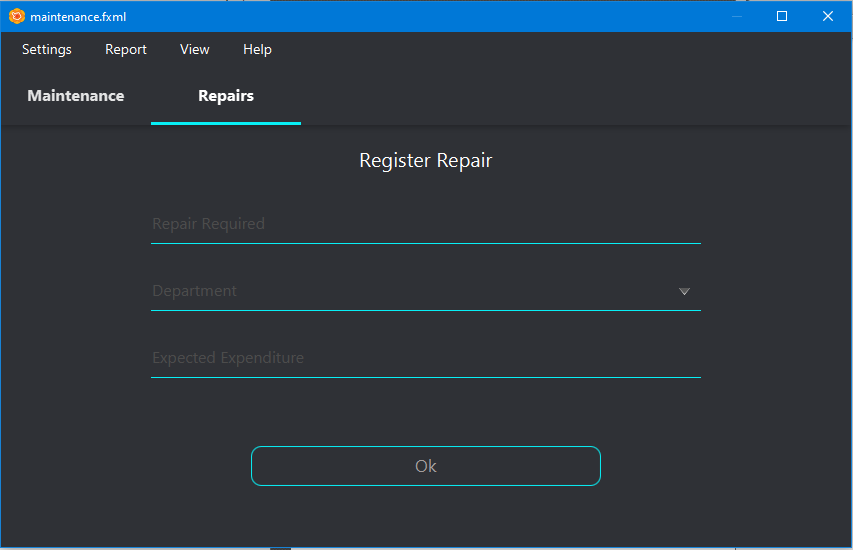 maintenance.fxml
Settings Report View Help
Maintenance Repairs
Register Repair
Repair Required
Department
Expected Expenditure
Ok